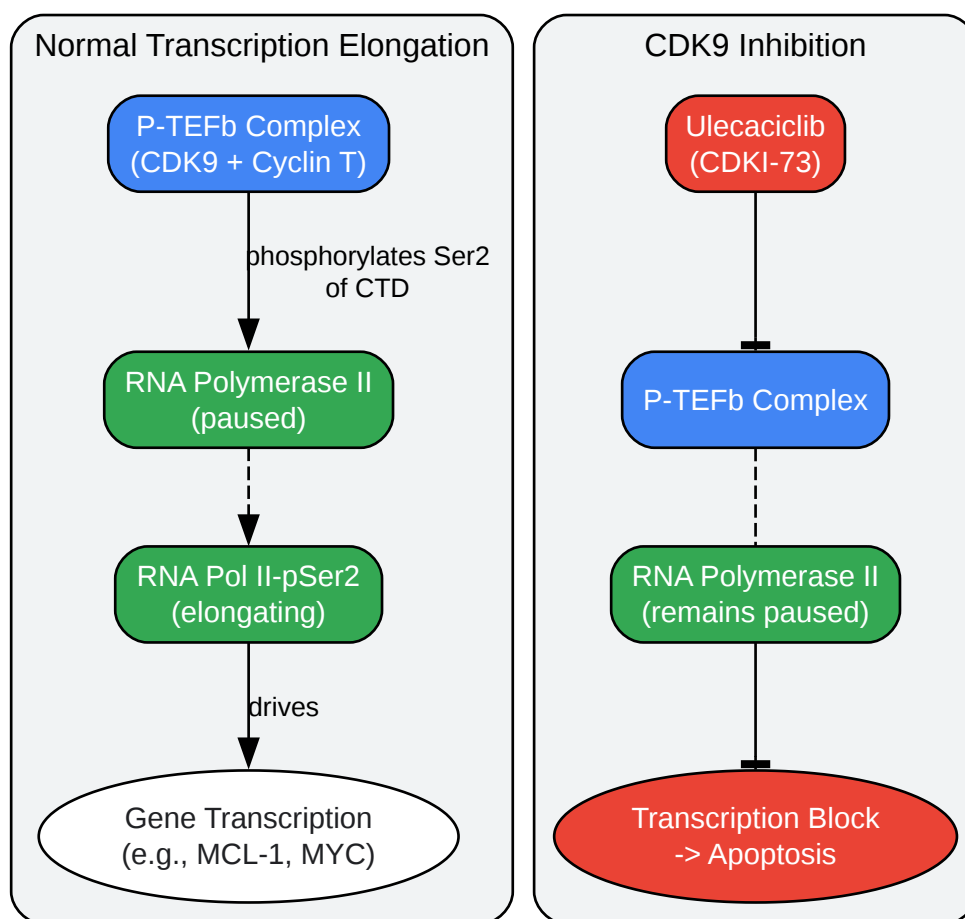 Normal Transcription Elongation
P-TEFb Complex
(CDK9 + Cyclin T)
phosphorylates Ser2
of CTD
RNA Polymerase II
(paused)
RNA Pol II-pSer2
(elongating)
drives
Gene Transcription
(e.g., MCL-1, MYC)
CDK9 Inhibition
Ulecaciclib
(CDKI-73)
P-TEFb Complex
RNA Polymerase II
(remains paused)
Transcription Block
-> Apoptosis